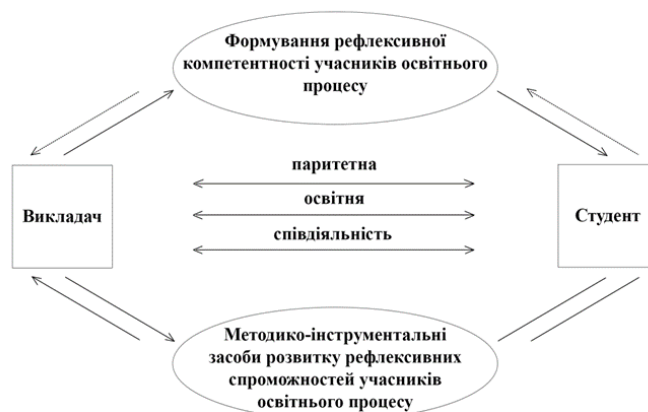 Формування рефлексивної
компетентності учасників освітнього
процесу
паритетна
освітня
співдіяльність
Викладач
Студент
Методико-інструментальні
засоби розвитку рефлексивних
спроможностей учасників
освітнього процесу